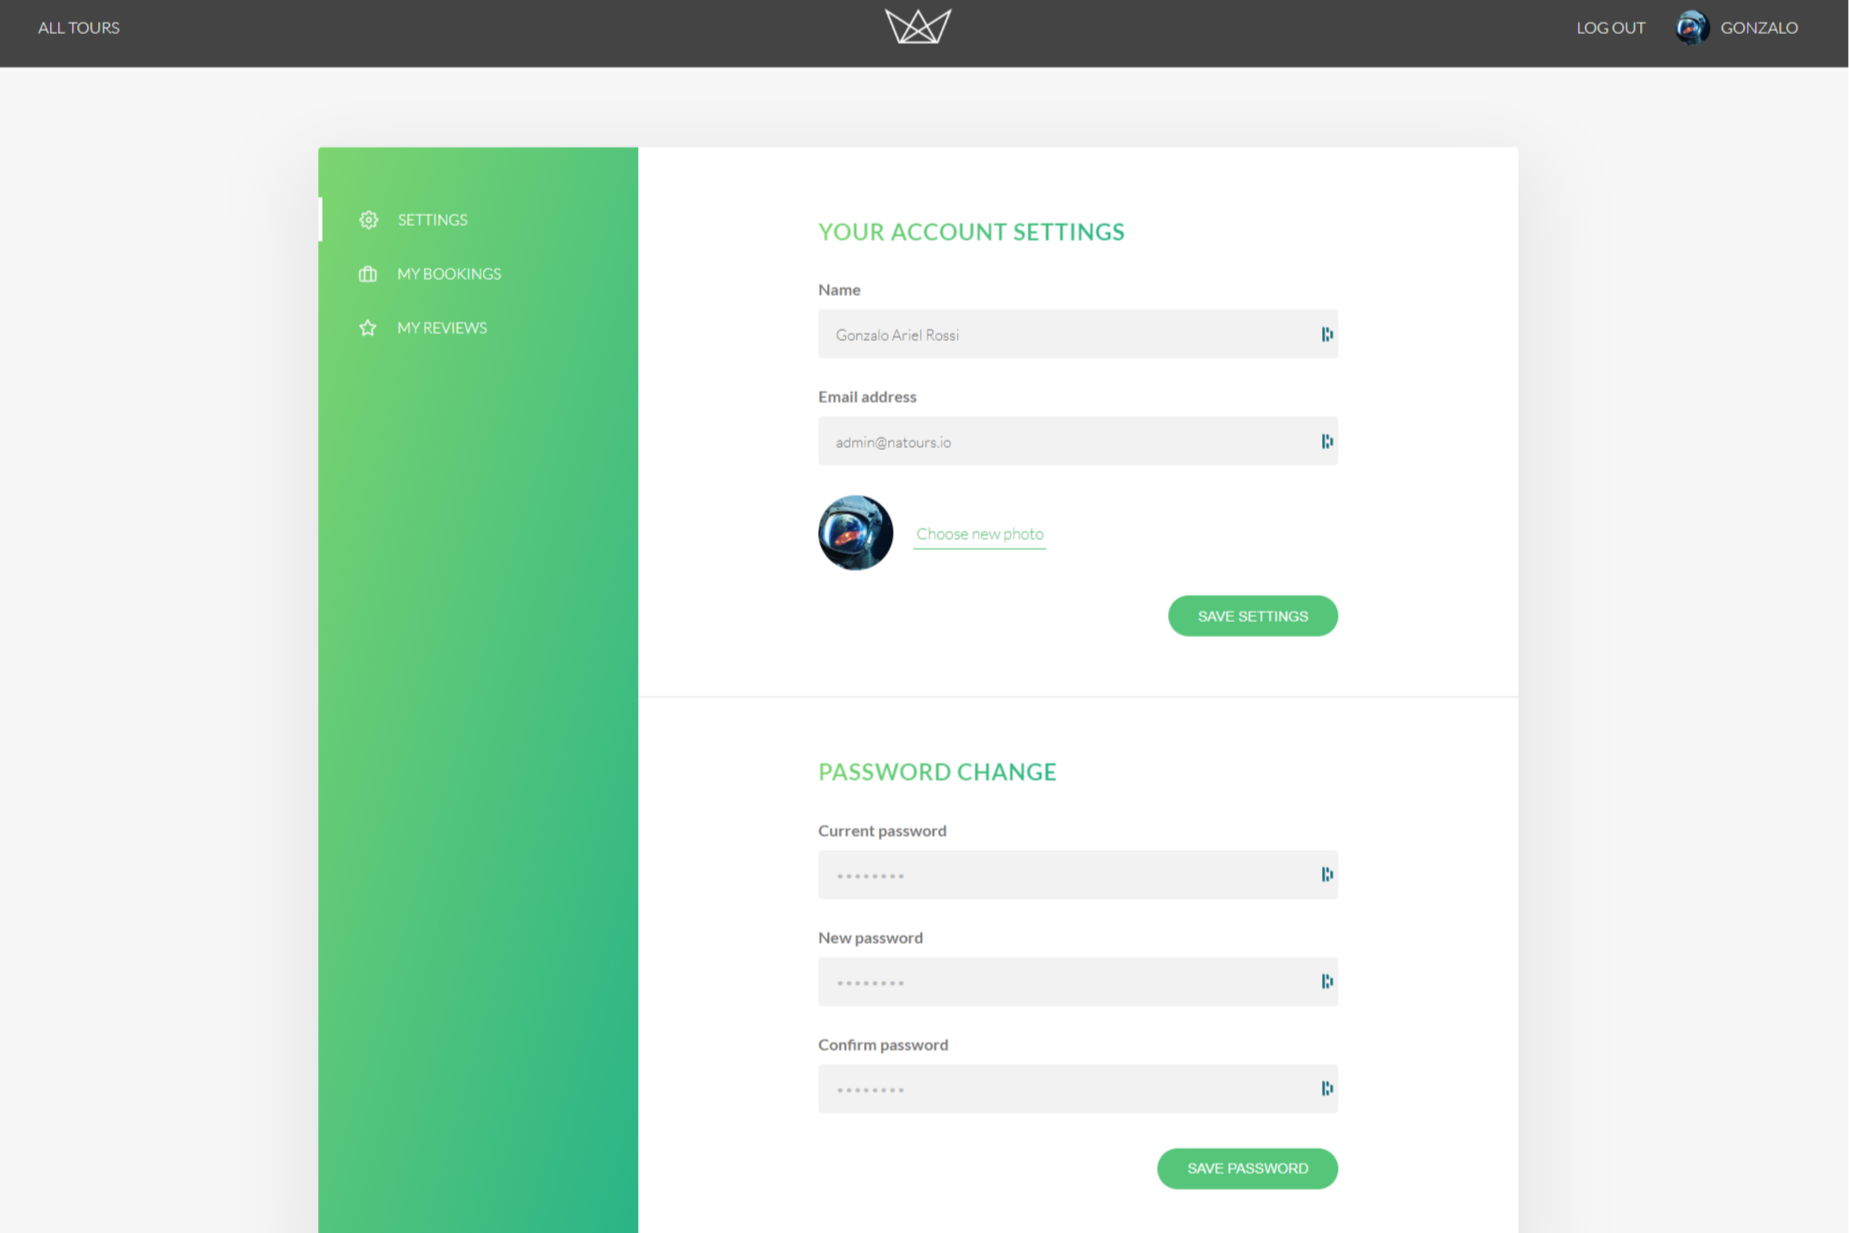 ALL TOURS
LOG OUT
GONZALO
SETTINGS
MY BOOKINGS
MY REVIEWS
YOUR ACCOUNT SETTINGS
Name
Gonzalo Ariel Rossi
Email address
admin@natours.io
Choose new photo
SAVE SETTINGS
PASSWORD CHANGE
Current password
••••••••
New password
••••••••
Confirm password
••••••••
SAVE PASSWORD